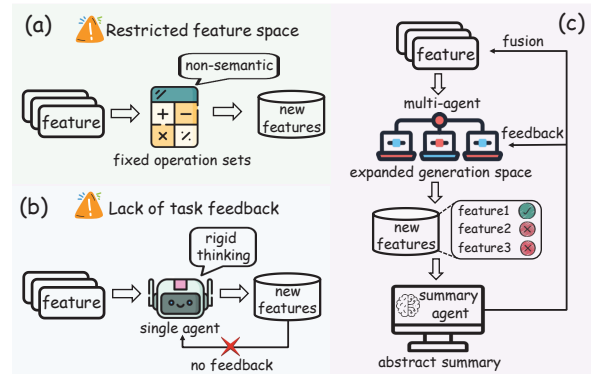 (a) Restricted feature space
non-semantic
feature
new
features
fixed operation sets
(b) Lack of task feedback
rigid
thinking
feature
new
features
single agent
no feedback
(c)
fusion
feature
multi-agent
feedback
expanded generation space
new
features
feature1
feature2
feature3
summary
agent
abstract summary